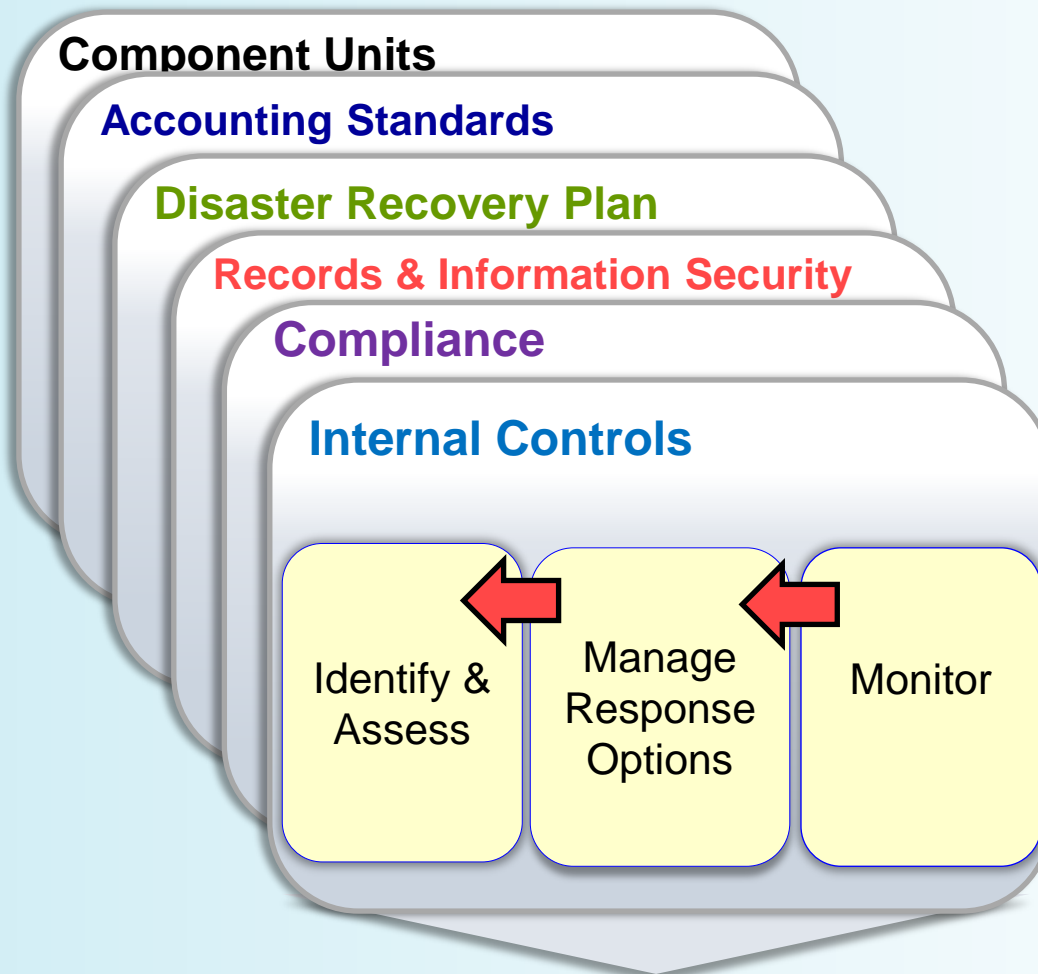 Component Units
Accounting Standards
Disaster Recovery Plan
Records & Information Security
Compliance
Internal Controls
Identify &
Assess
Manage
Response
Options
Monitor